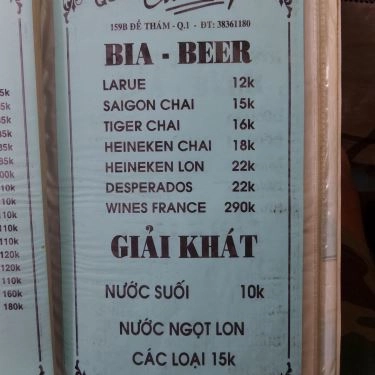 159B ĐỀ THÁM - Q.1 - ĐT: 38361180
BIA - BEER
LARUE 12k
SAIGON CHAI 15k
TIGER CHAI 16k
HEINEKEN CHAI 18k
HEINEKEN LON 22k
DESPERADOS 22k
WINES FRANCE 290k
GIẢI KHÁT
NƯỚC SUỐI 10k
NƯỚC NGỌT LON
CÁC LOẠI 15k